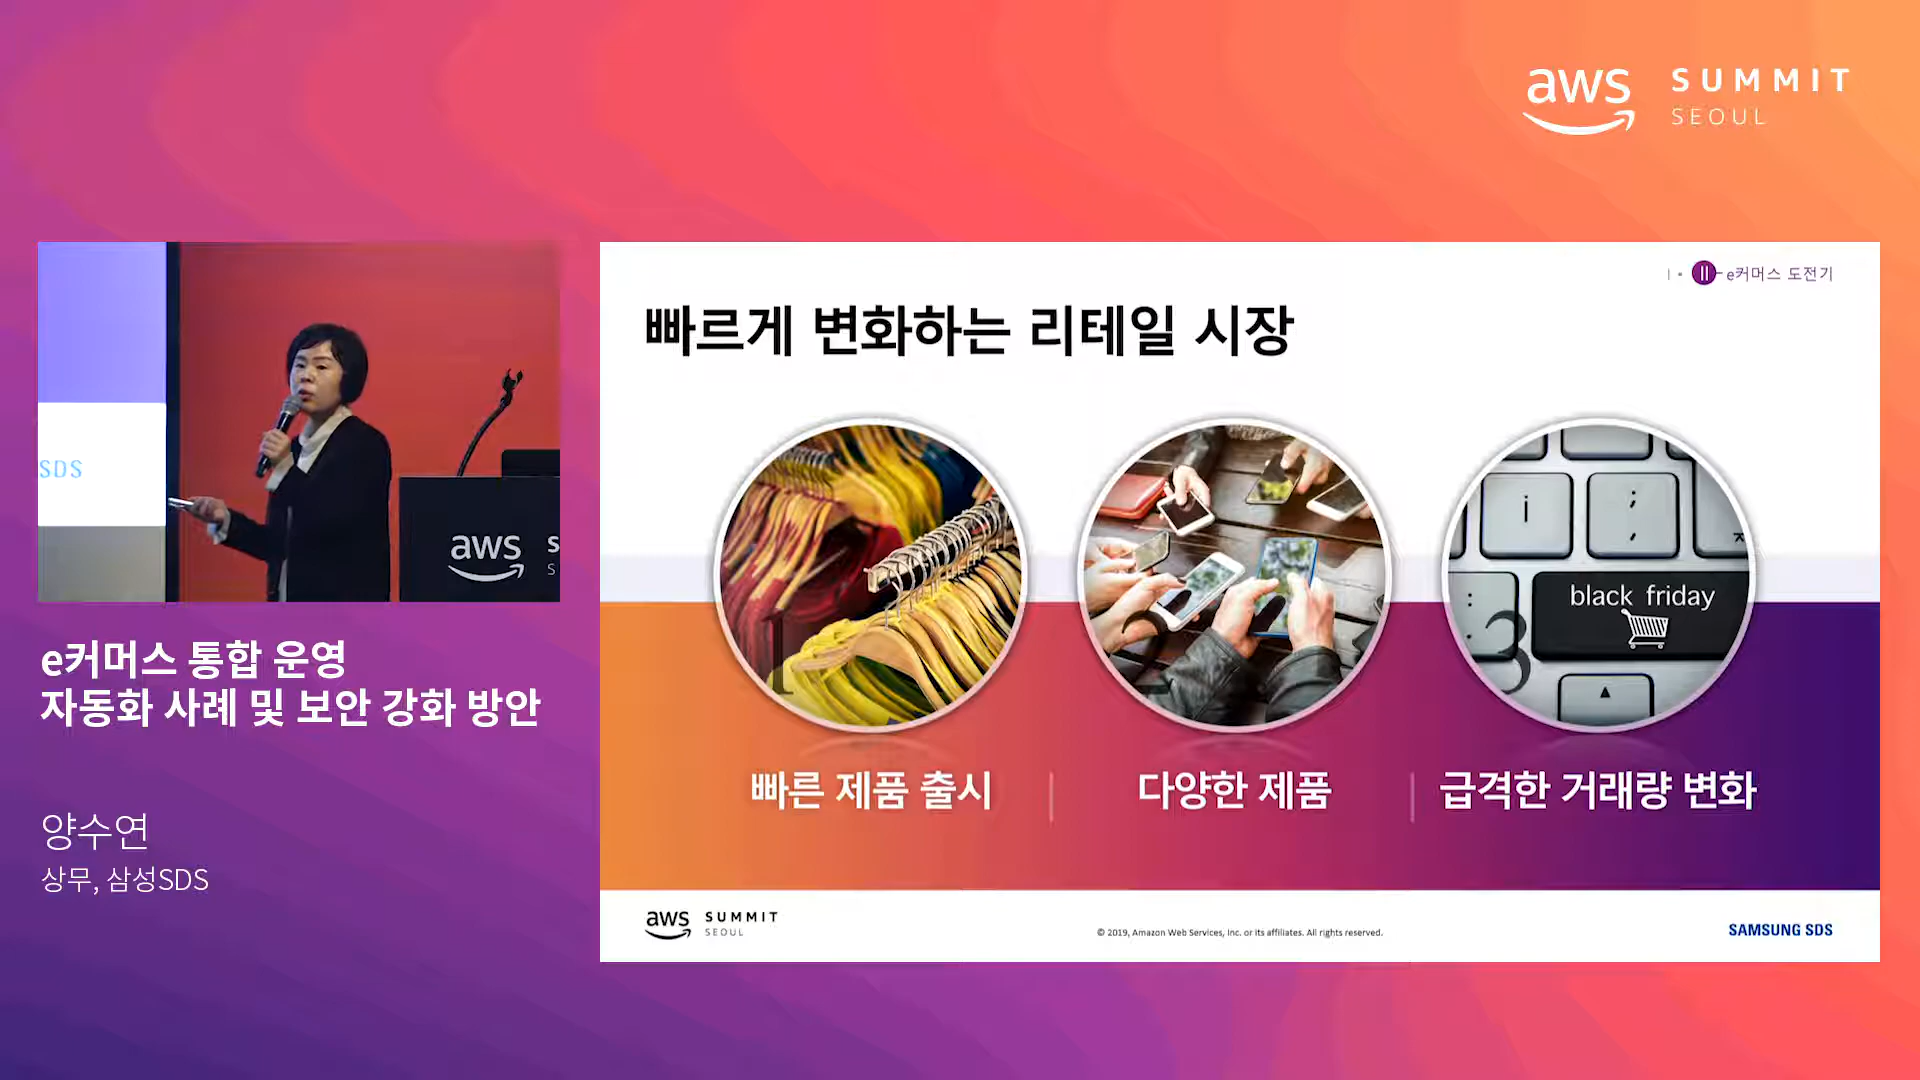 aws SUMMIT
SEOUL
SDS
aws S
S
e커머스 통합 운영
자동화 사례 및 보안 강화 방안
양수연
상무, 삼성SDS
I • II e커머스 도전기
빠르게 변화하는 리테일 시장
i
;
;
ㅈ
:
:
black friday
1
2
3
빠른 제품 출시 | 다양한 제품 | 급격한 거래량 변화
aws SUMMIT
SEOUL
© 2019, Amazon Web Services, Inc. or its affiliates. All rights reserved.
SAMSUNG SDS